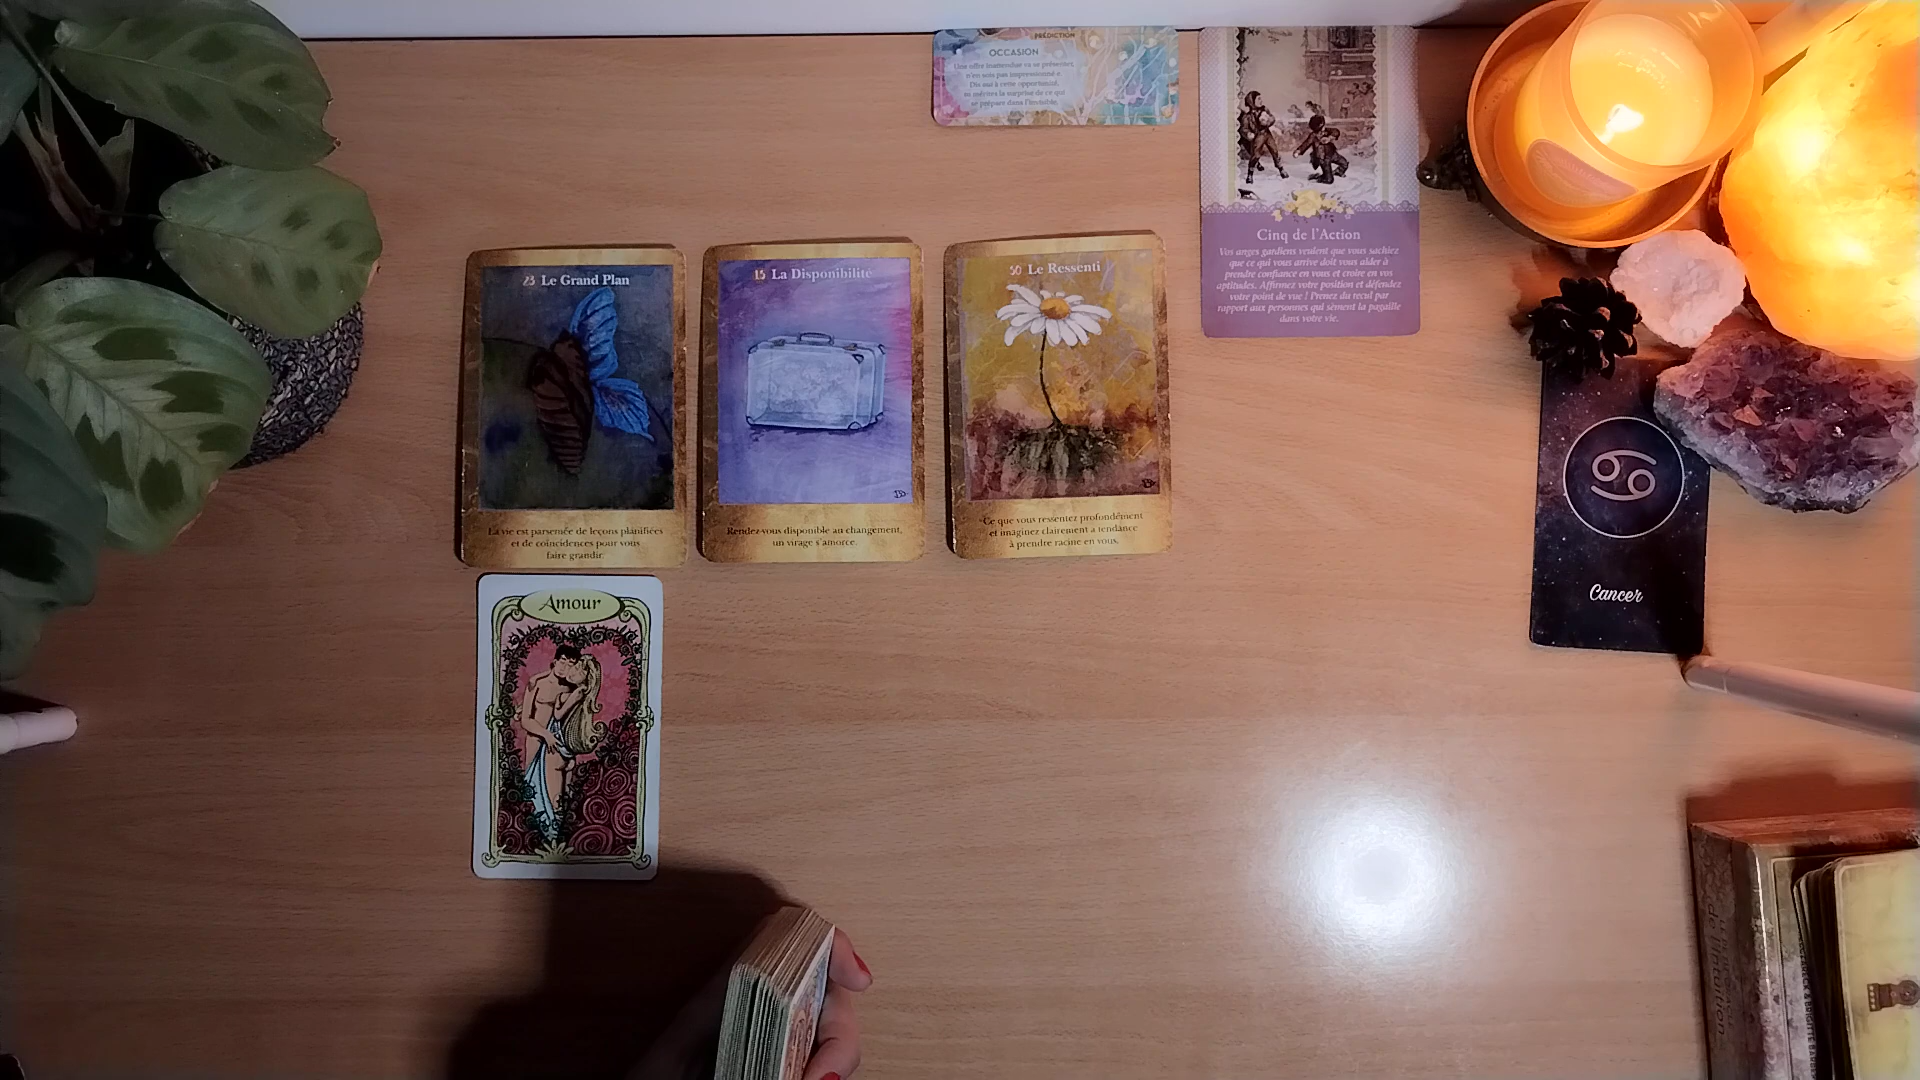 PRÉDICTION
OCCASION
Une offre inattendue va se présenter,
n'en sois pas impressionné·e
Dis oui à cette opportunité,
tu mérites la surprise de ce qui
se prépare dans l'invisible.
Cinq de l'Action
Vos anges gardiens veulent que vous sachiez
que ce qui vous arrive doit vous aider à
prendre confiance en vous et croire en vos
aptitudes. Affirmez votre position et défendez
votre point de vue ! Prenez du recul par
rapport aux personnes qui sèment la pagaille
dans votre vie.
23 Le Grand Plan
La vie est parsemée de leçons planifiées
et de coïncidences pour vous
faire grandir.
15 La Disponibilité
Rendez-vous disponible au changement,
un virage s'amorce.
50 Le Ressenti
Ce que vous ressentez profondément
et imaginez clairement a tendance
à prendre racine en vous.
Cancer
Amour
de l'intuition